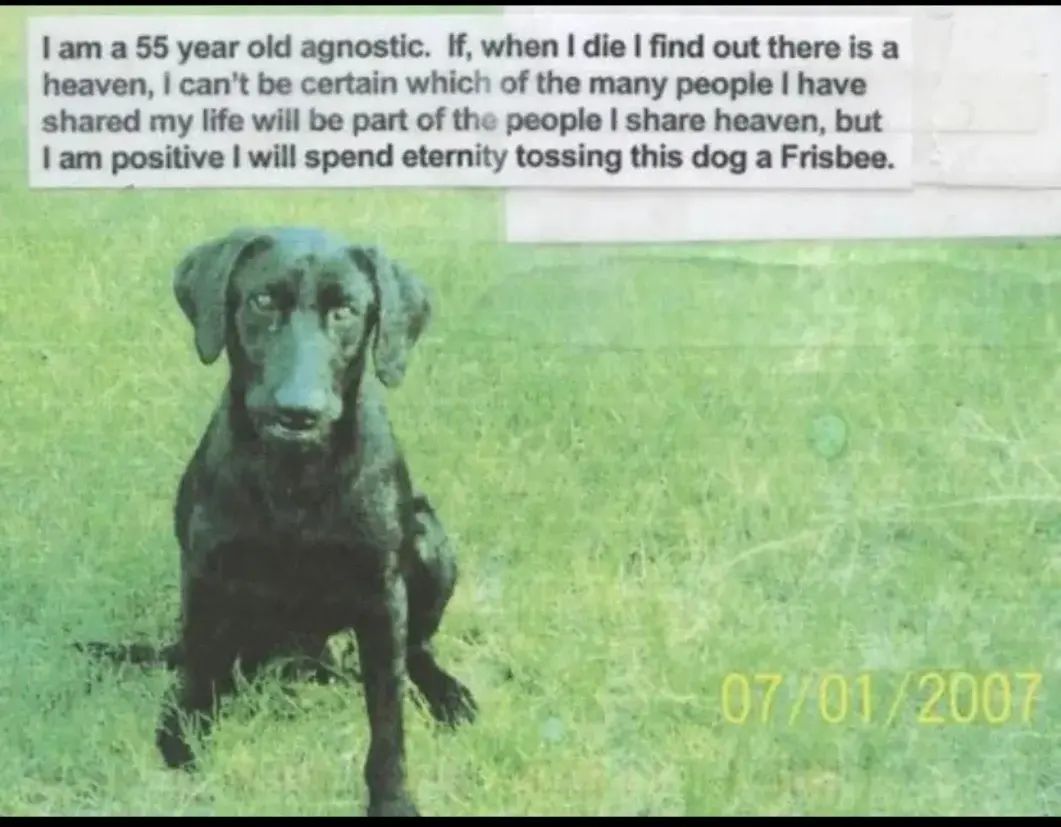 I am a 55 year old agnostic. If, when I die I find out there is a
heaven, I can't be certain which of the many people I have
shared my life will be part of the people I share heaven, but
I am positive I will spend eternity tossing this dog a Frisbee.
07/01/2007